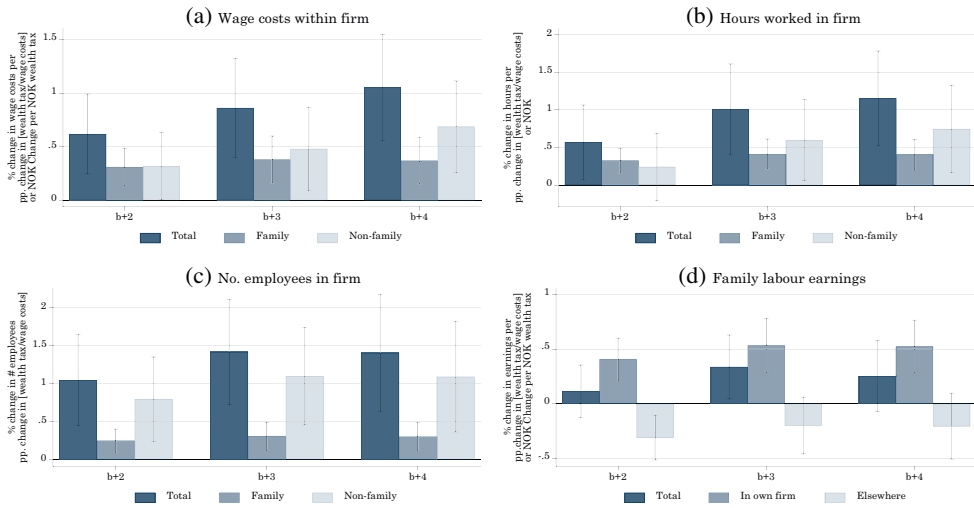 (a) Wage costs within firm
% change in wage costs per
pp. change in [wealth tax/wage costs]
or NOK Change per NOK wealth tax
1.5
1
.5
0
b+2 b+3 b+4
Total Family Non-family
(b) Hours worked in firm
% change in hours per
pp. change in [wealth tax/wage costs]
or NOK
2
1.5
1
.5
0
b+2 b+3 b+4
Total Family Non-family
(c) No. employees in firm
% change in # employees
pp. change in [wealth tax/wage costs]
2
1.5
1
.5
0
b+2 b+3 b+4
Total Family Non-family
(d) Family labour earnings
% change in earnings per
pp.change in [wealth tax/wage costs]
or NOK Change per NOK wealth tax
1
.5
0
-.5
b+2 b+3 b+4
Total In own firm Elsewhere